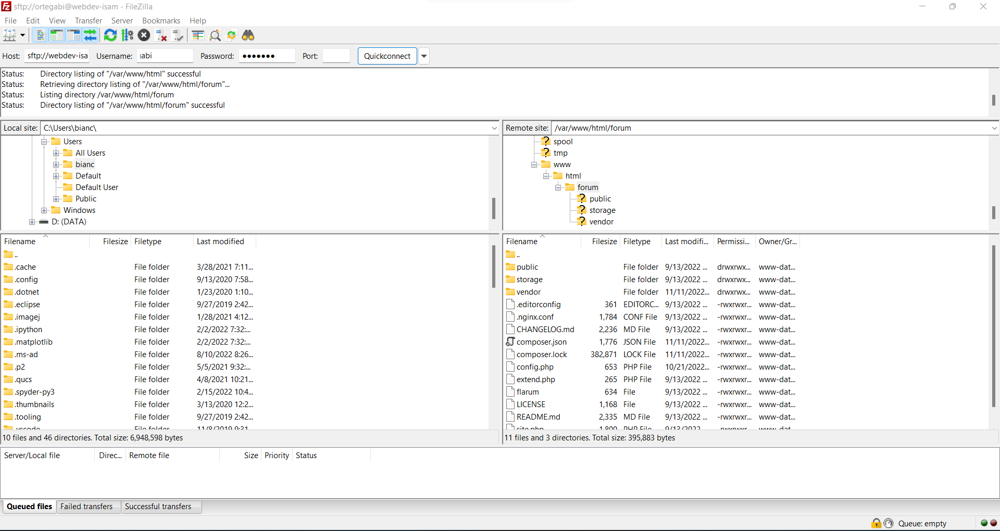 sftp://ortegabi@webdev-isam - FileZilla
File Edit View Transfer Server Bookmarks Help
Host: sftp://webdev-isa Username: abi Password: ●●●●●●● Port: Quickconnect
Status: Directory listing of "/var/www/html" successful
Status: Retrieving directory listing of "/var/www/html/forum"...
Status: Listing directory /var/www/html/forum
Status: Directory listing of "/var/www/html/forum" successful
Local site: C:\Users\bianc\
Users
All Users
bianc
Default
Default User
Public
Windows
D: (DATA)
Remote site: /var/www/html/forum
? spool
? tmp
www
html
forum
? public
? storage
? vendor
Filename Filesize Filetype Last modified
..
.cache File folder 3/28/2021 7:11...
.config File folder 9/13/2020 7:58...
.dotnet File folder 1/23/2020 1:10...
.eclipse File folder 9/27/2019 2:42...
.imagej File folder 1/28/2021 4:12...
.ipython File folder 2/2/2022 7:32:...
.matplotlib File folder 2/2/2022 7:32:...
.ms-ad File folder 8/10/2022 8:26...
.p2 File folder 5/5/2021 9:32:...
.qucs File folder 4/8/2021 10:21...
.spyder-py3 File folder 2/15/2022 10:4...
.thumbnails File folder 3/13/2020 12:2...
.tooling File folder 9/27/2019 2:42...
.vscode File folder 11/8/2019 9:31
10 files and 46 directories. Total size: 6,948,598 bytes
Filename Filesize Filetype Last modifi... Permissi... Owner/Gr...
..
public File folder 9/13/2022 ... drwxrwx... www-dat...
storage File folder 9/13/2022 ... drwxrwx... www-dat...
vendor File folder 11/11/2022... drwxrwx... www-dat...
.editorconfig 361 EDITORC... 9/13/2022 ... -rwxrwxr... www-dat...
.nginx.conf 1,784 CONF File 9/13/2022 ... -rwxrwxr... www-dat...
CHANGELOG.md 2,236 MD File 9/13/2022 ... -rwxrwxr... www-dat...
composer.json 1,776 JSON File 11/11/2022... -rwxrwxr... www-dat...
composer.lock 382,871 LOCK File 11/11/2022... -rwxrwxr... www-dat...
config.php 653 PHP File 10/21/2022... -rwxrwxr... www-dat...
extend.php 265 PHP File 9/13/2022 ... -rwxrwxr... www-dat...
flarum 634 File 9/13/2022 ... -rwxrwxr... www-dat...
LICENSE 1,168 File 9/13/2022 ... -rwxrwxr... www-dat...
README.md 2,335 MD File 9/13/2022 ... -rwxrwxr... www-dat...
site.php 1,800 PHP File 9/13/2022 -rwxrwxr www-dat
11 files and 3 directories. Total size: 395,883 bytes
Server/Local file Direc... Remote file Size Priority Status
Queued files Failed transfers Successful transfers
Queue: empty